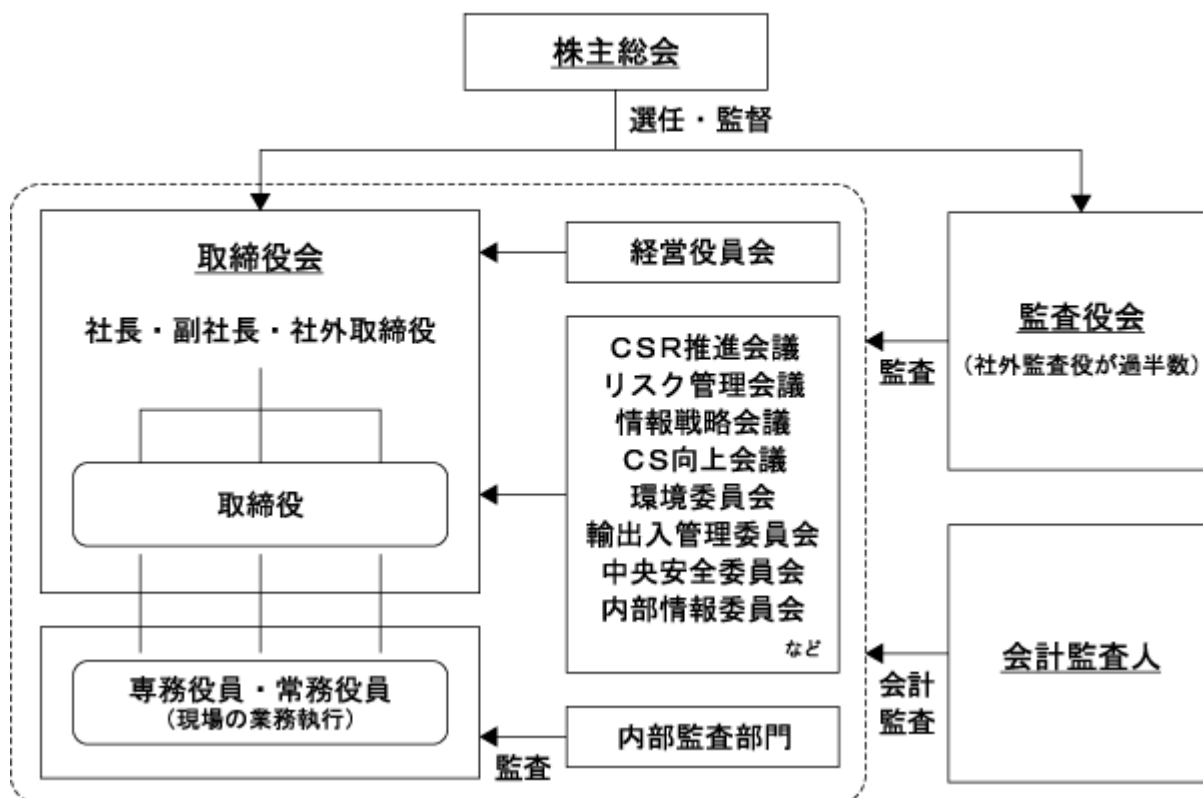 株主総会
選任・監督
取締役会
社長・副社長・社外取締役
取締役
専務役員・常務役員
(現場の業務執行)
経営役員会
CSR推進会議
リスク管理会議
情報戦略会議
CS向上会議
環境委員会
輸出入管理委員会
中央安全委員会
内部情報委員会
など
内部監査部門
監査
監査役会
(社外監査役が過半数)
監査
会計監査人
会計
監査